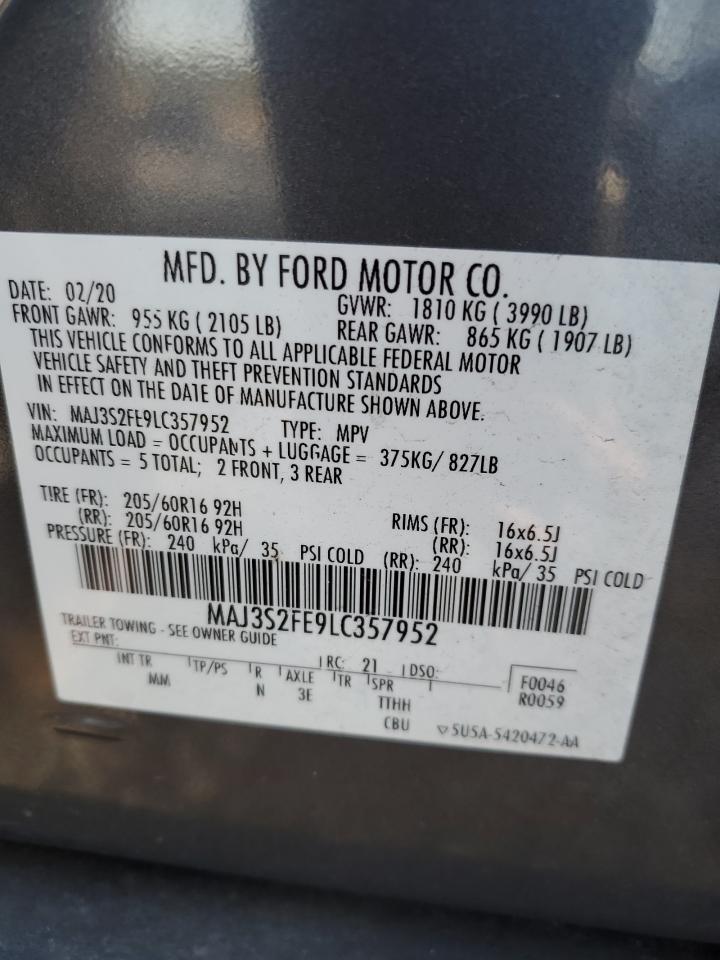 MFD. BY FORD MOTOR CO.
DATE: 02/20 GVWR: 1810 KG ( 3990 LB)
FRONT GAWR: 955 KG ( 2105 LB) REAR GAWR: 865 KG ( 1907 LB)
THIS VEHICLE CONFORMS TO ALL APPLICABLE FEDERAL MOTOR
VEHICLE SAFETY AND THEFT PREVENTION STANDARDS
IN EFFECT ON THE DATE OF MANUFACTURE SHOWN ABOVE.
VIN: MAJ3S2FE9LC357952 TYPE: MPV
MAXIMUM LOAD = OCCUPANTS + LUGGAGE = 375KG/ 827LB
OCCUPANTS = 5 TOTAL; 2 FRONT, 3 REAR
TIRE (FR): 205/60R16 92H RIMS (FR): 16x6.5J
(RR): 205/60R16 92H (RR): 16x6.5J
PRESSURE (FR): 240 kPa/ 35 PSI COLD (RR): 240 kPa/ 35 PSI COLD
MAJ3S2FE9LC357952
TRAILER TOWING - SEE OWNER GUIDE
EXT PNT: RC: 21 DSO:
INT TR TP/PS R AXLE TR SPR F0046
MM N 3E TTHH R0059
CBU ▽5U5A-5420472-AA